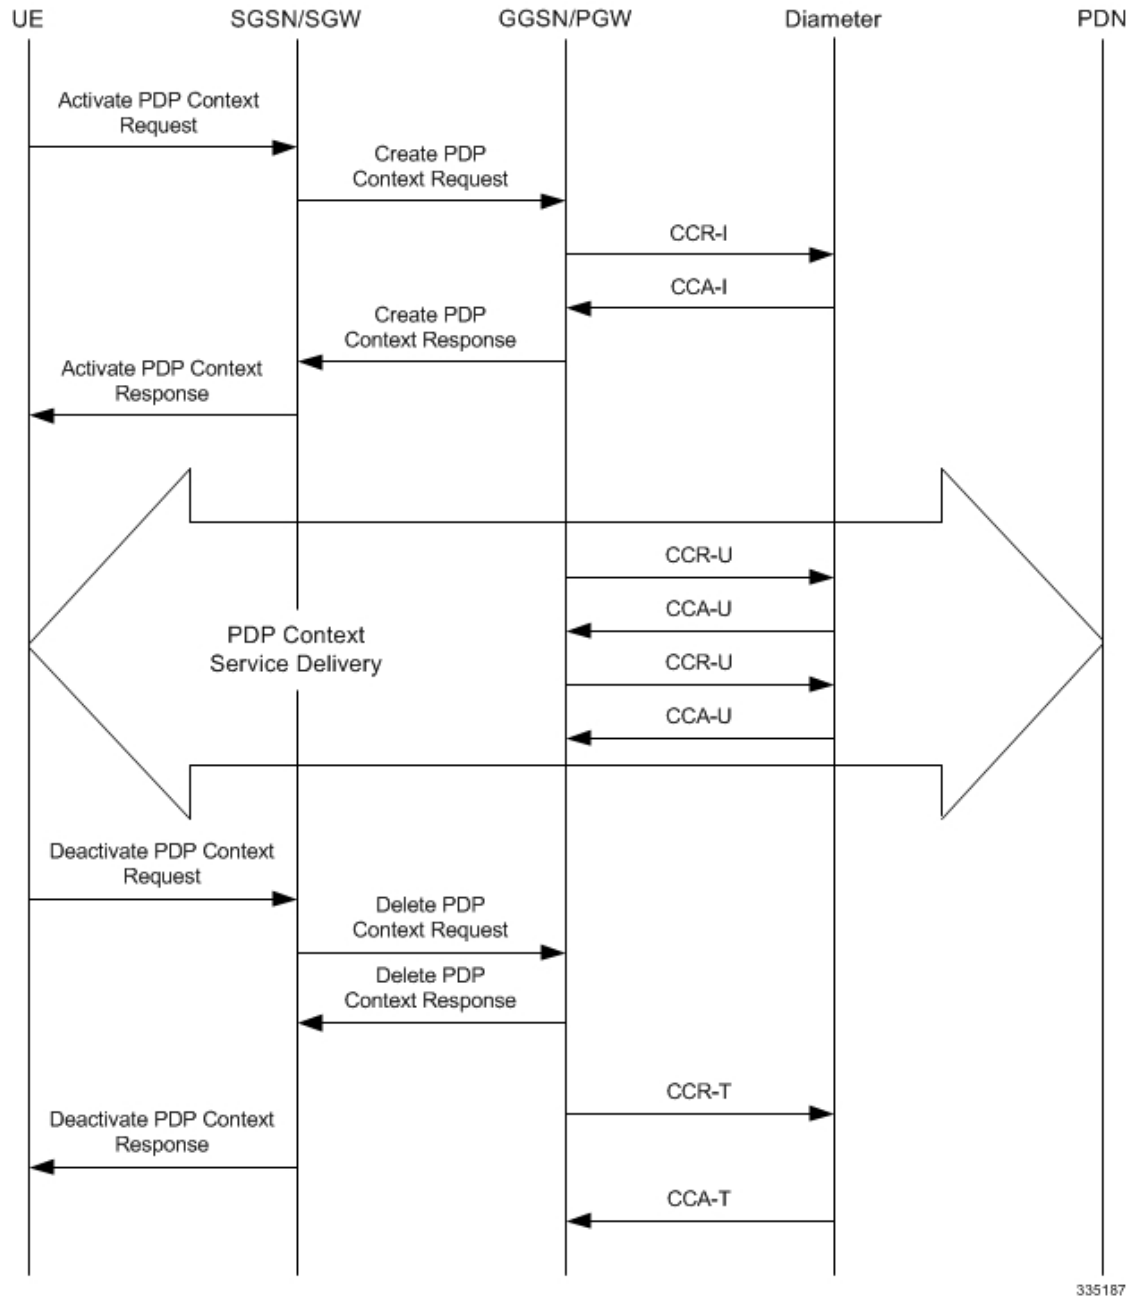 UE
SGSN/SGW
GGSN/PGW
Diameter
PDN
Activate PDP Context
Request
Create PDP
Context Request
CCR-I
CCA-I
Create PDP
Context Response
Activate PDP Context
Response
CCR-U
CCA-U
PDP Context
Service Delivery
CCR-U
CCA-U
Deactivate PDP Context
Request
Delete PDP
Context Request
Delete PDP
Context Response
CCR-T
Deactivate PDP Context
Response
CCA-T
335187